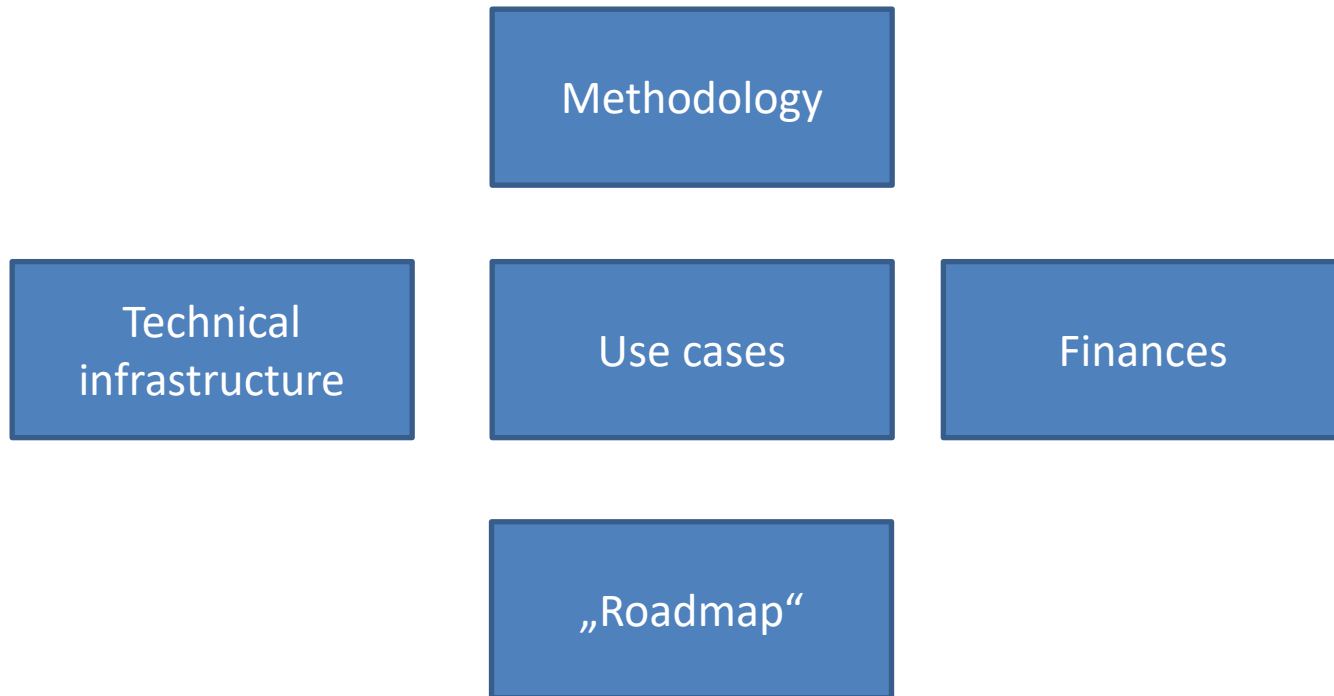 Methodology
Technical
infrastructure
Use cases
Finances
„Roadmap“